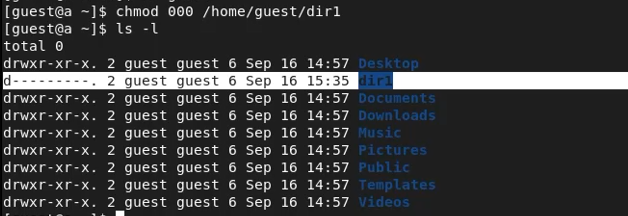 [guest@a ~]$ chmod 000 /home/guest/dir1
[guest@a ~]$ ls -l
total 0
drwxr-xr-x. 2 guest guest 6 Sep 16 14:57 Desktop
d---------. 2 guest guest 6 Sep 16 15:35 dir1
drwxr-xr-x. 2 guest guest 6 Sep 16 14:57 Documents
drwxr-xr-x. 2 guest guest 6 Sep 16 14:57 Downloads
drwxr-xr-x. 2 guest guest 6 Sep 16 14:57 Music
drwxr-xr-x. 2 guest guest 6 Sep 16 14:57 Pictures
drwxr-xr-x. 2 guest guest 6 Sep 16 14:57 Public
drwxr-xr-x. 2 guest guest 6 Sep 16 14:57 Templates
drwxr-xr-x. 2 guest guest 6 Sep 16 14:57 Videos
[guest@a ~]$